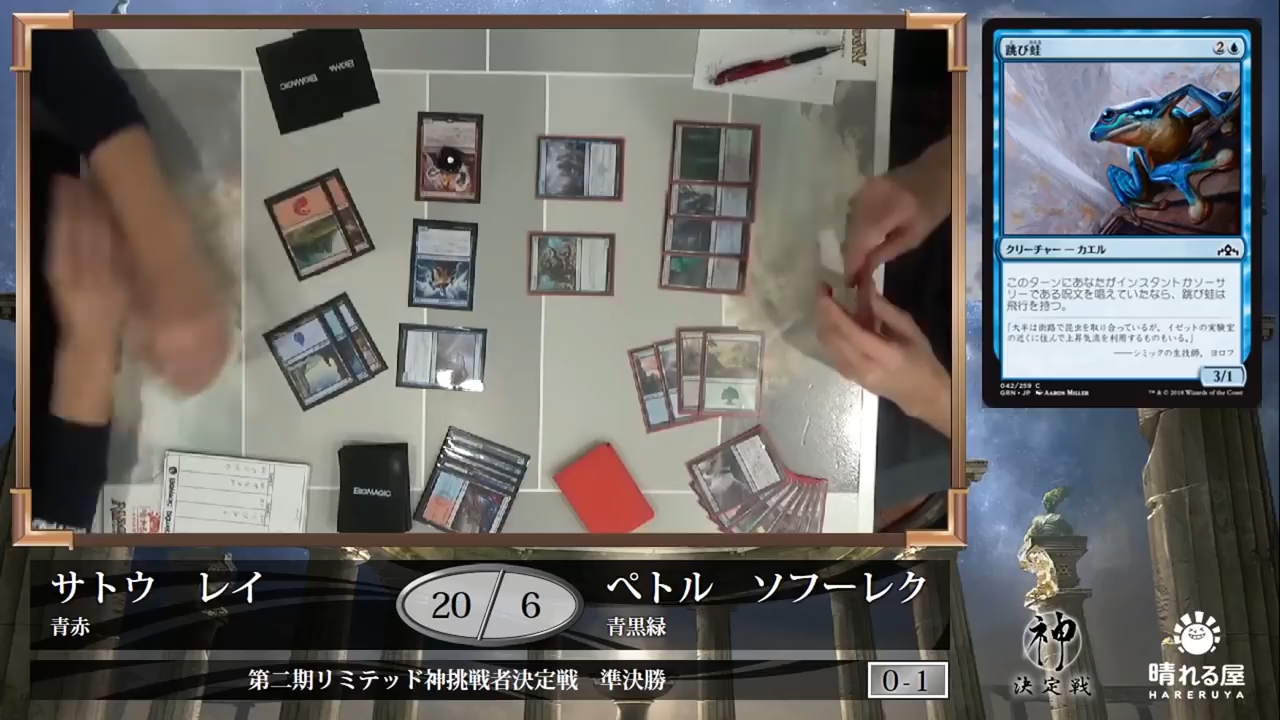 BIGMAGIC
跳び蛙
2
クリーチャー — カエル
このターンにあなたがインスタントかソーサ
リーである呪文を唱えていたなら、跳び蛙は
飛行を持つ。
「大半は街路で昆虫を取り合っているが、イゼットの実験室
の近くに住んで上昇気流を利用するものもいる。」
――シミックの生技師、ヨロフ
3/1
042/259 C
GRN • JP AARON MILLER
™ & © 2018 Wizards of the Coast
BIGMAGIC
サトウ レイ
青赤
20 / 6
ペトル ソフーレク
青黒緑
第二期リミテッド神挑戦者決定戦 準決勝
0-1
神
決定戦
晴れる屋
HARERUYA